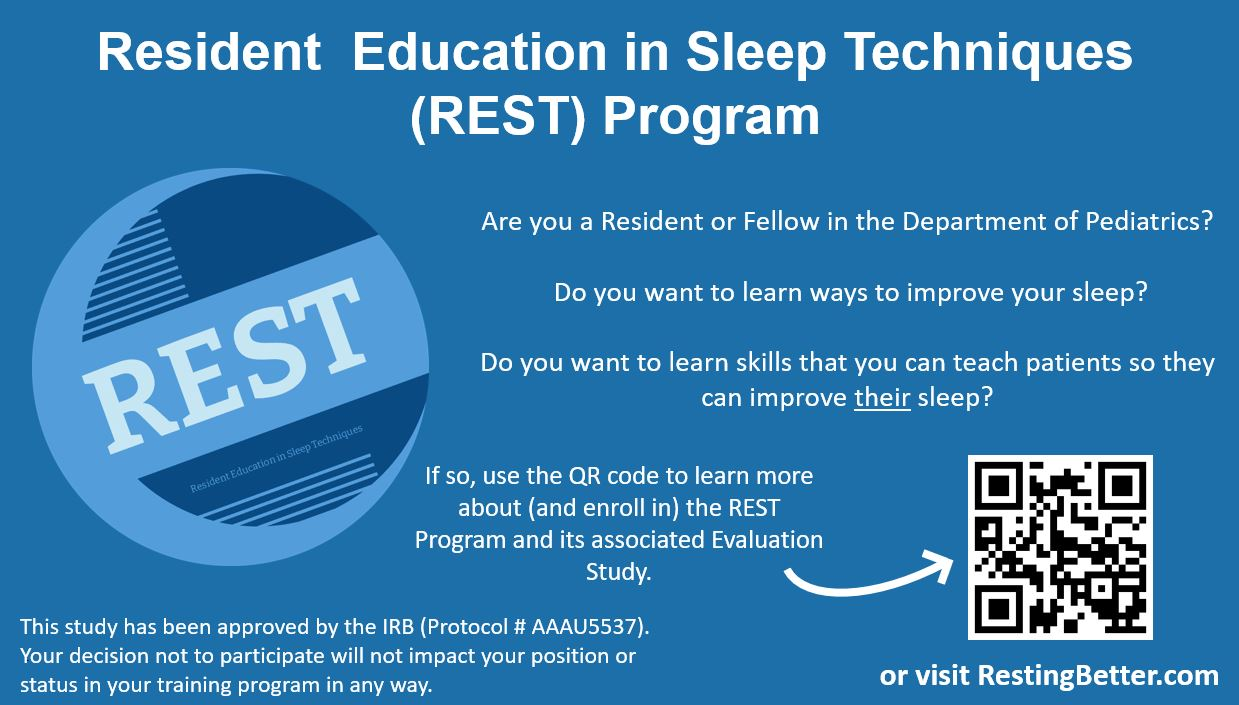 Resident  Education in Sleep Techniques
(REST) Program
REST
Resident Education in Sleep Techniques
Are you a Resident or Fellow in the Department of Pediatrics?
Do you want to learn ways to improve your sleep?
Do you want to learn skills that you can teach patients so they
can improve their sleep?
If so, use the QR code to learn more
about (and enroll in) the REST
Program and its associated Evaluation
Study.
This study has been approved by the IRB (Protocol # AAAU5537).
Your decision not to participate will not impact your position or
status in your training program in any way.
or visit RestingBetter.com